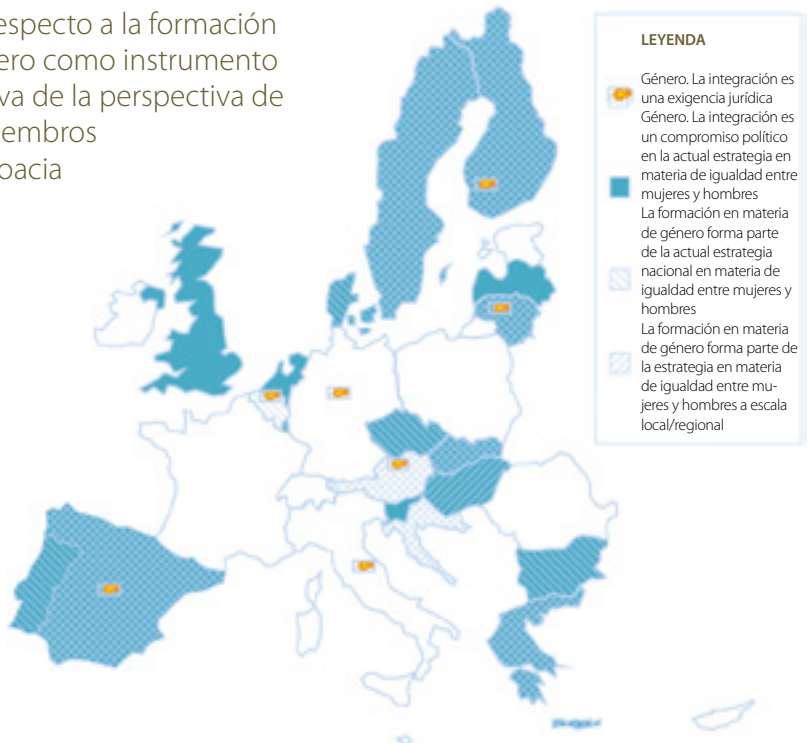 especto a la formación
ero como instrumento
va de la perspectiva de
embros
oacia
LEYENDA
Género. La integración es
una exigencia jurídica
Género. La integración es
un compromiso político
en la actual estrategia en
materia de igualdad entre
mujeres y hombres
La formación en materia
de género forma parte
de la actual estrategia
nacional en materia de
igualdad entre mujeres y
hombres
La formación en materia
de género forma parte de
la estrategia en materia
de igualdad entre mu-
jeres y hombres a escala
local/regional